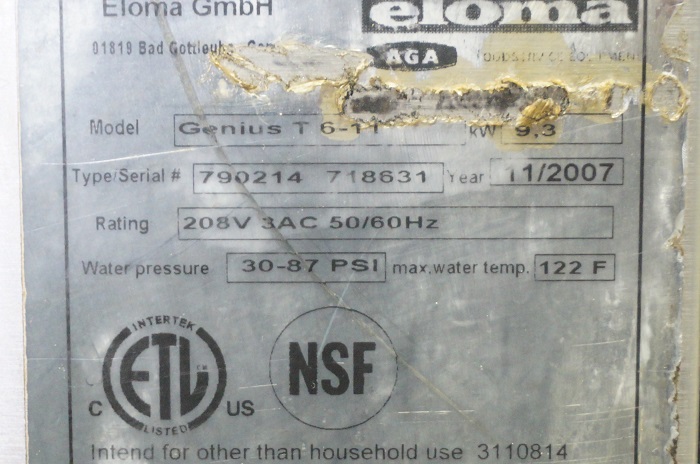 Eloma GmbH eloma
01819 Bad Gottleuba AGA
FOODSERVICE EQUIPMENT
Model Genius T 6-11 kW 9,3
Type/Serial # 790214 718631 Year 11/2007
Rating 208V 3AC 50/60Hz
Water pressure 30-87 PSI max.water temp. 122 F
INTERTEK
ETL
C US
LISTED
NSF
Intend for other than household use 3110814